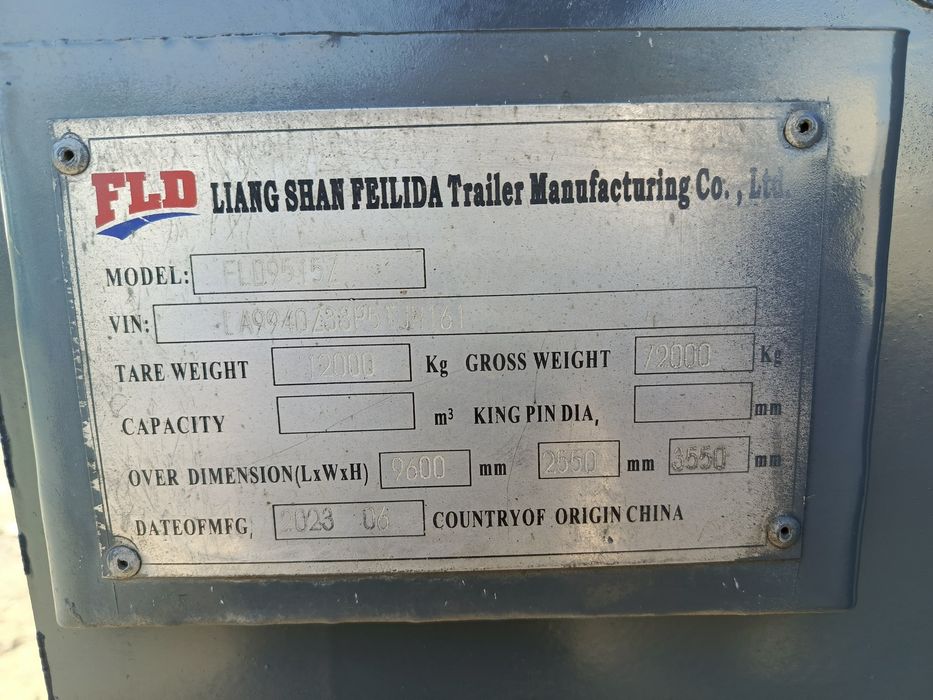 FLD LIANG SHAN FEILIDA Trailer Manufacturing Co., Ltd.
MODEL: FLD9515Z
VIN:
TARE WEIGHT 12000 Kg GROSS WEIGHT 72000 Kg
CAPACITY m³ KING PIN DIA, mm
OVER DIMENSION(LxWxH) 9600 mm 2550 mm 3550 mm
DATEOFMFG, 2023 06 COUNTRYOF ORIGIN CHINA